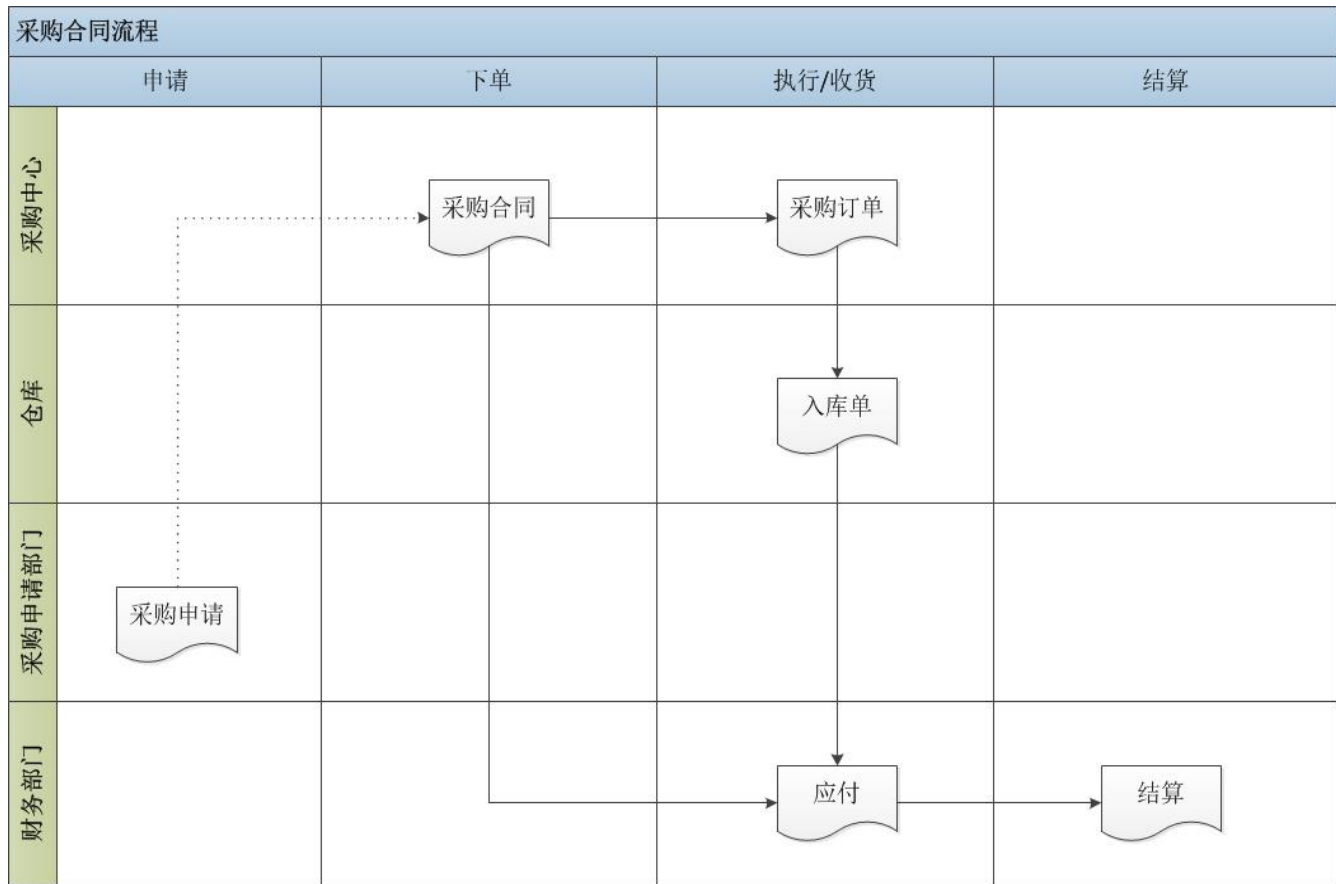 采购合同流程
申请
下单
执行/收货
结算
采购中心
采购合同
采购订单
仓库
入库单
采购申请部门
采购申请
财务部门
应付
结算